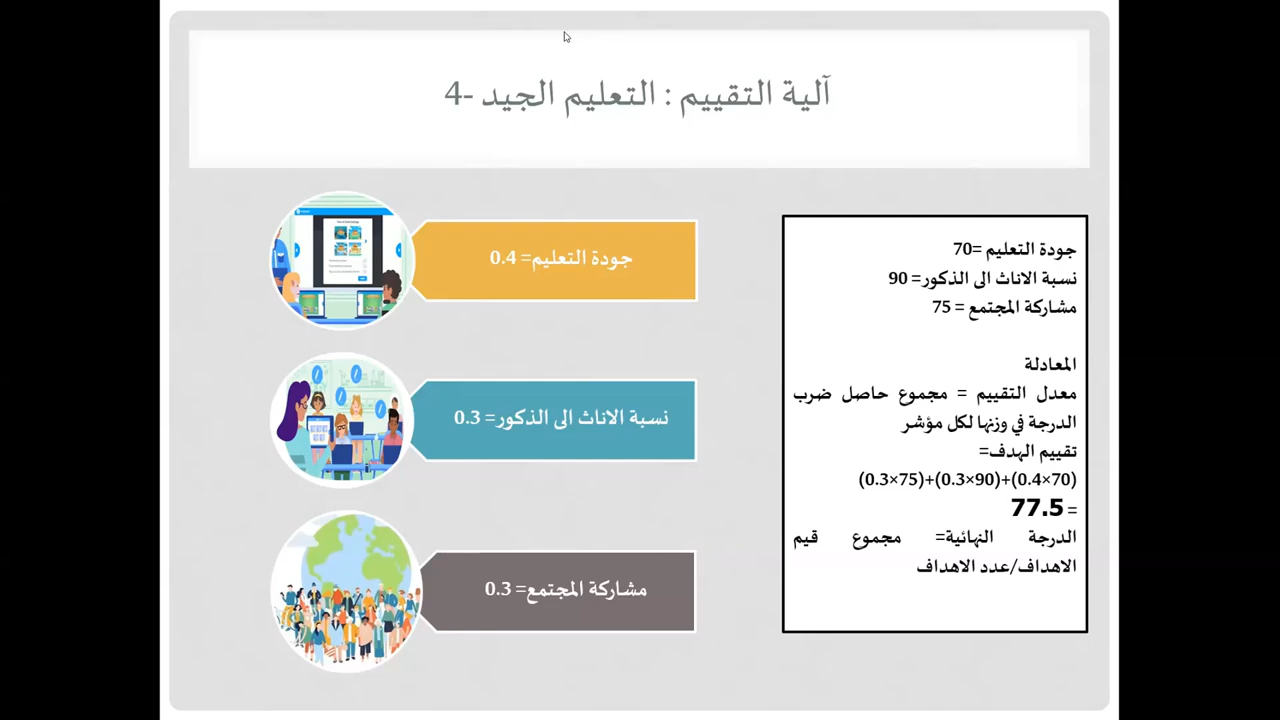 آلية التقييم : التعليم الجيد -4
جودة التعليم= 0.4
نسبة الاناث الى الذكور= 0.3
مشاركة المجتمع= 0.3
جودة التعليم =70
نسبة الاناث الى الذكور= 90
مشاركة المجتمع = 75
المعادلة
معدل التقييم = مجموع حاصل ضرب
الدرجة في وزنها لكل مؤشر
تقييم الهدف=
(0.3×75)+(0.3×90)+(0.4×70)
= 77.5
الدرجة النهائية= مجموع قيم
الاهداف/عدد الاهداف